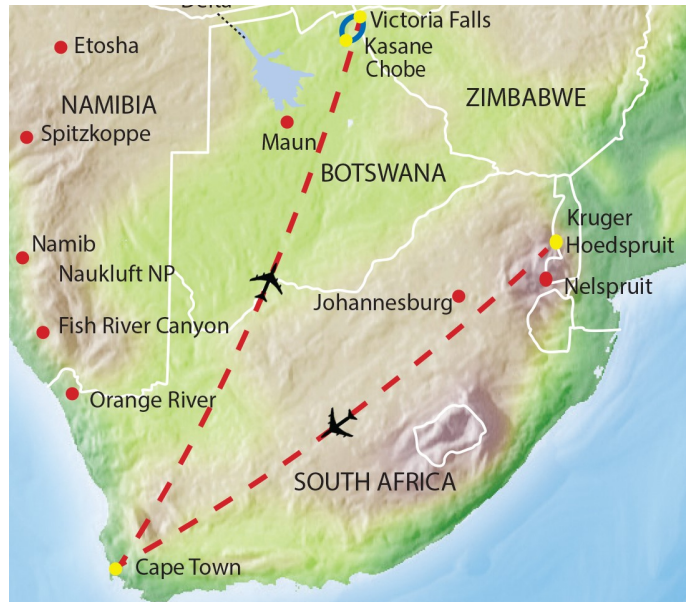 Delta
Victoria Falls
Etosha
Kasane
Chobe
NAMIBIA
ZIMBABWE
Spitzkoppe
Maun
BOTSWANA
Kruger
Hoedspruit
Namib
Naukluft NP
Nelspruit
Johannesburg
Fish River Canyon
Orange River
SOUTH AFRICA
Cape Town